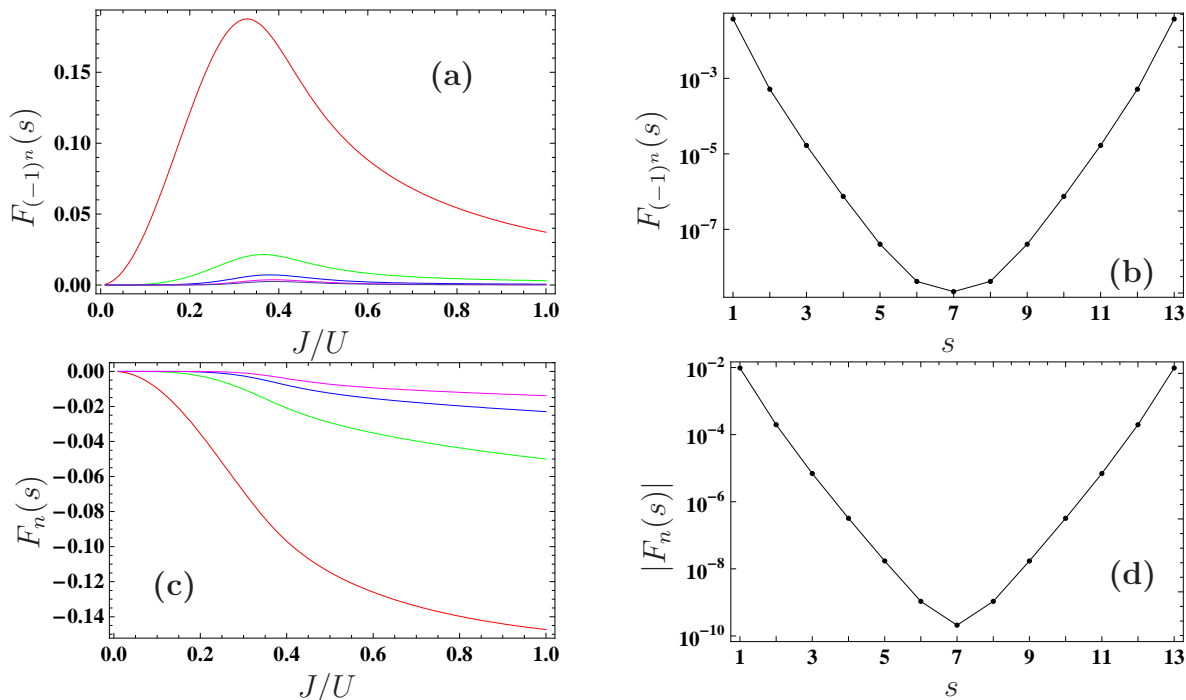 F_{(-1)^n}(s)
0.15
0.10
0.05
0.00
(a)
0.0 0.2 0.4 0.6 0.8 1.0
J/U
F_{(-1)^n}(s)
10^{-3}
10^{-5}
10^{-7}
(b)
1 3 5 7 9 11 13
s
F_n(s)
0.00
-0.02
-0.04
-0.06
-0.08
-0.10
-0.12
-0.14
(c)
0.0 0.2 0.4 0.6 0.8 1.0
J/U
|F_n(s)|
10^{-2}
10^{-4}
10^{-6}
10^{-8}
10^{-10}
(d)
1 3 5 7 9 11 13
s